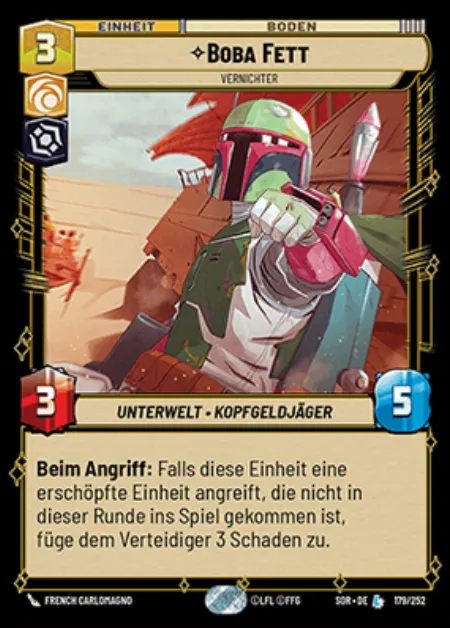 EINHEIT
BODEN
3
✧BOBA FETT
VERNICHTER
3
UNTERWELT • KOPFGELDJÄGER
5
Beim Angriff: Falls diese Einheit eine
erschöpfte Einheit angreift, die nicht in
dieser Runde ins Spiel gekommen ist,
füge dem Verteidiger 3 Schaden zu.
FRENCH CARLOMAGNO
©LFL ©FFG
SOR • DE L 179/252